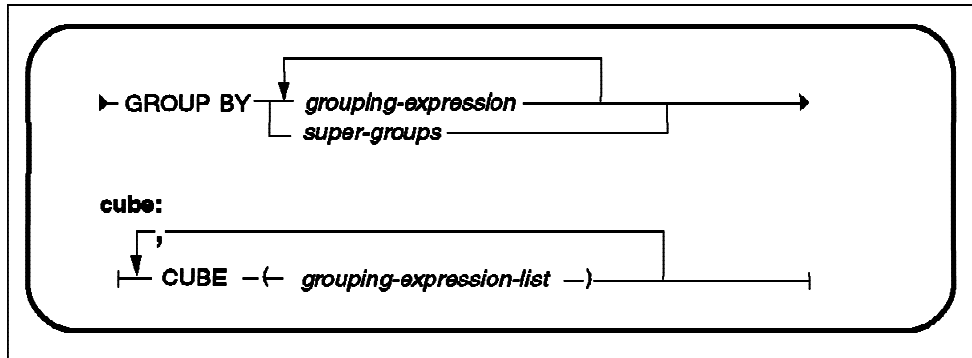 GROUP BY grouping-expression
super-groups
cube:
,
CUBE ( grouping-expression-list )